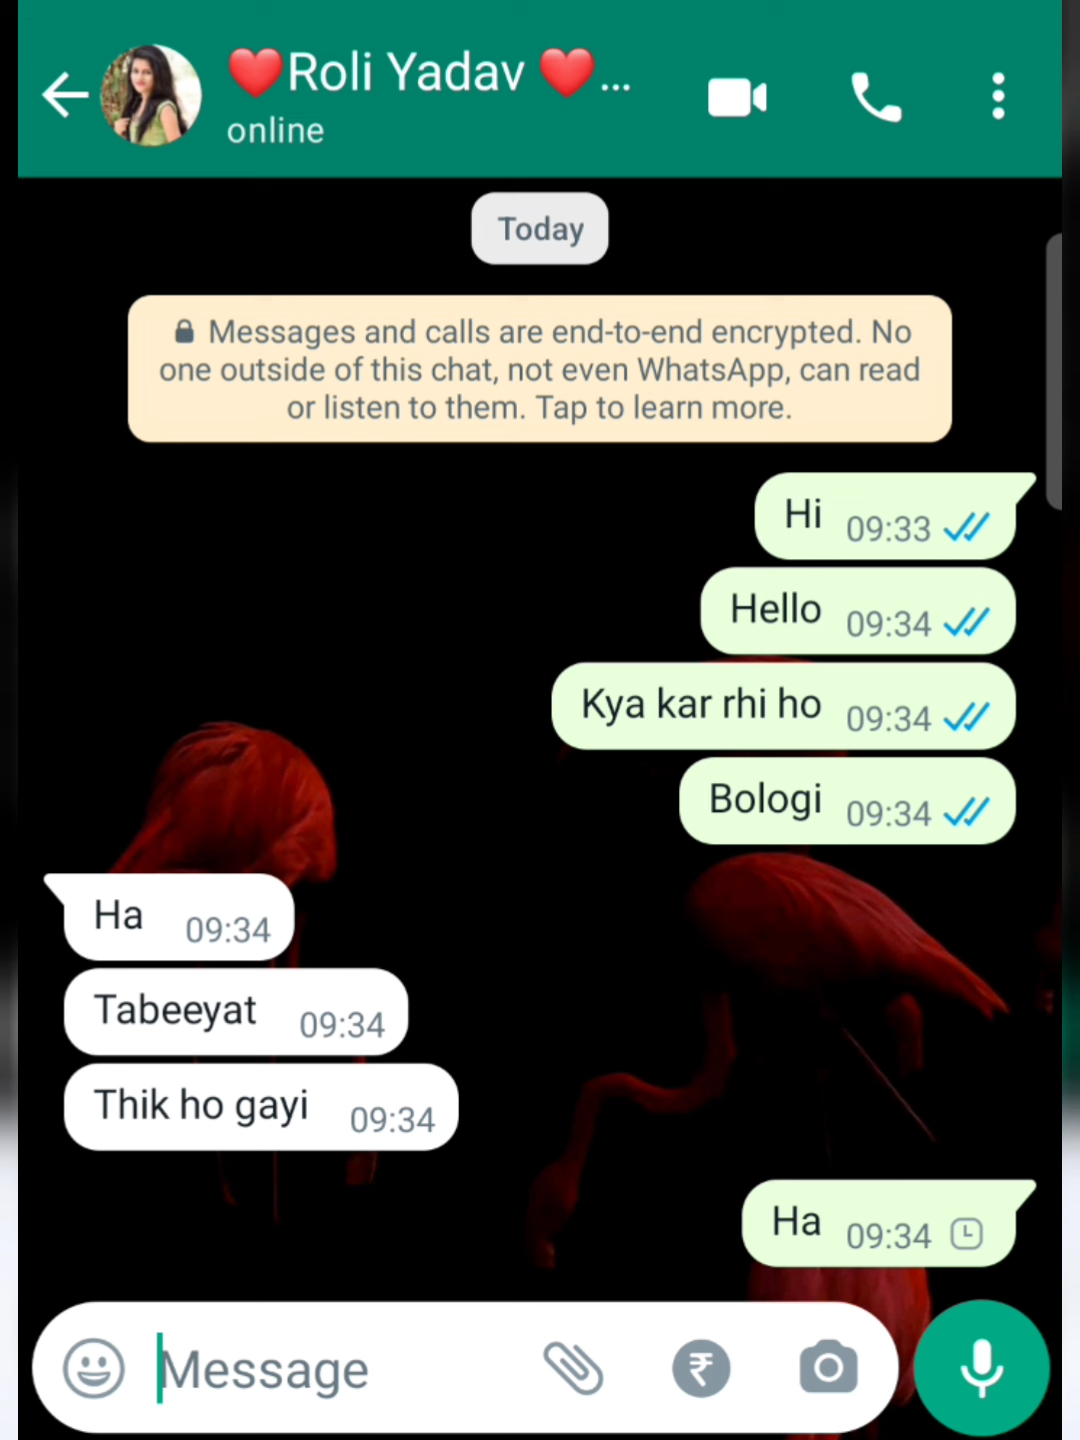 ❤️Roli Yadav ❤️...
online
Today
Messages and calls are end-to-end encrypted. No
one outside of this chat, not even WhatsApp, can read
or listen to them. Tap to learn more.
Hi 09:33
Hello 09:34
Kya kar rhi ho 09:34
Bologi 09:34
Ha 09:34
Tabeeyat 09:34
Thik ho gayi 09:34
Ha 09:34
Message